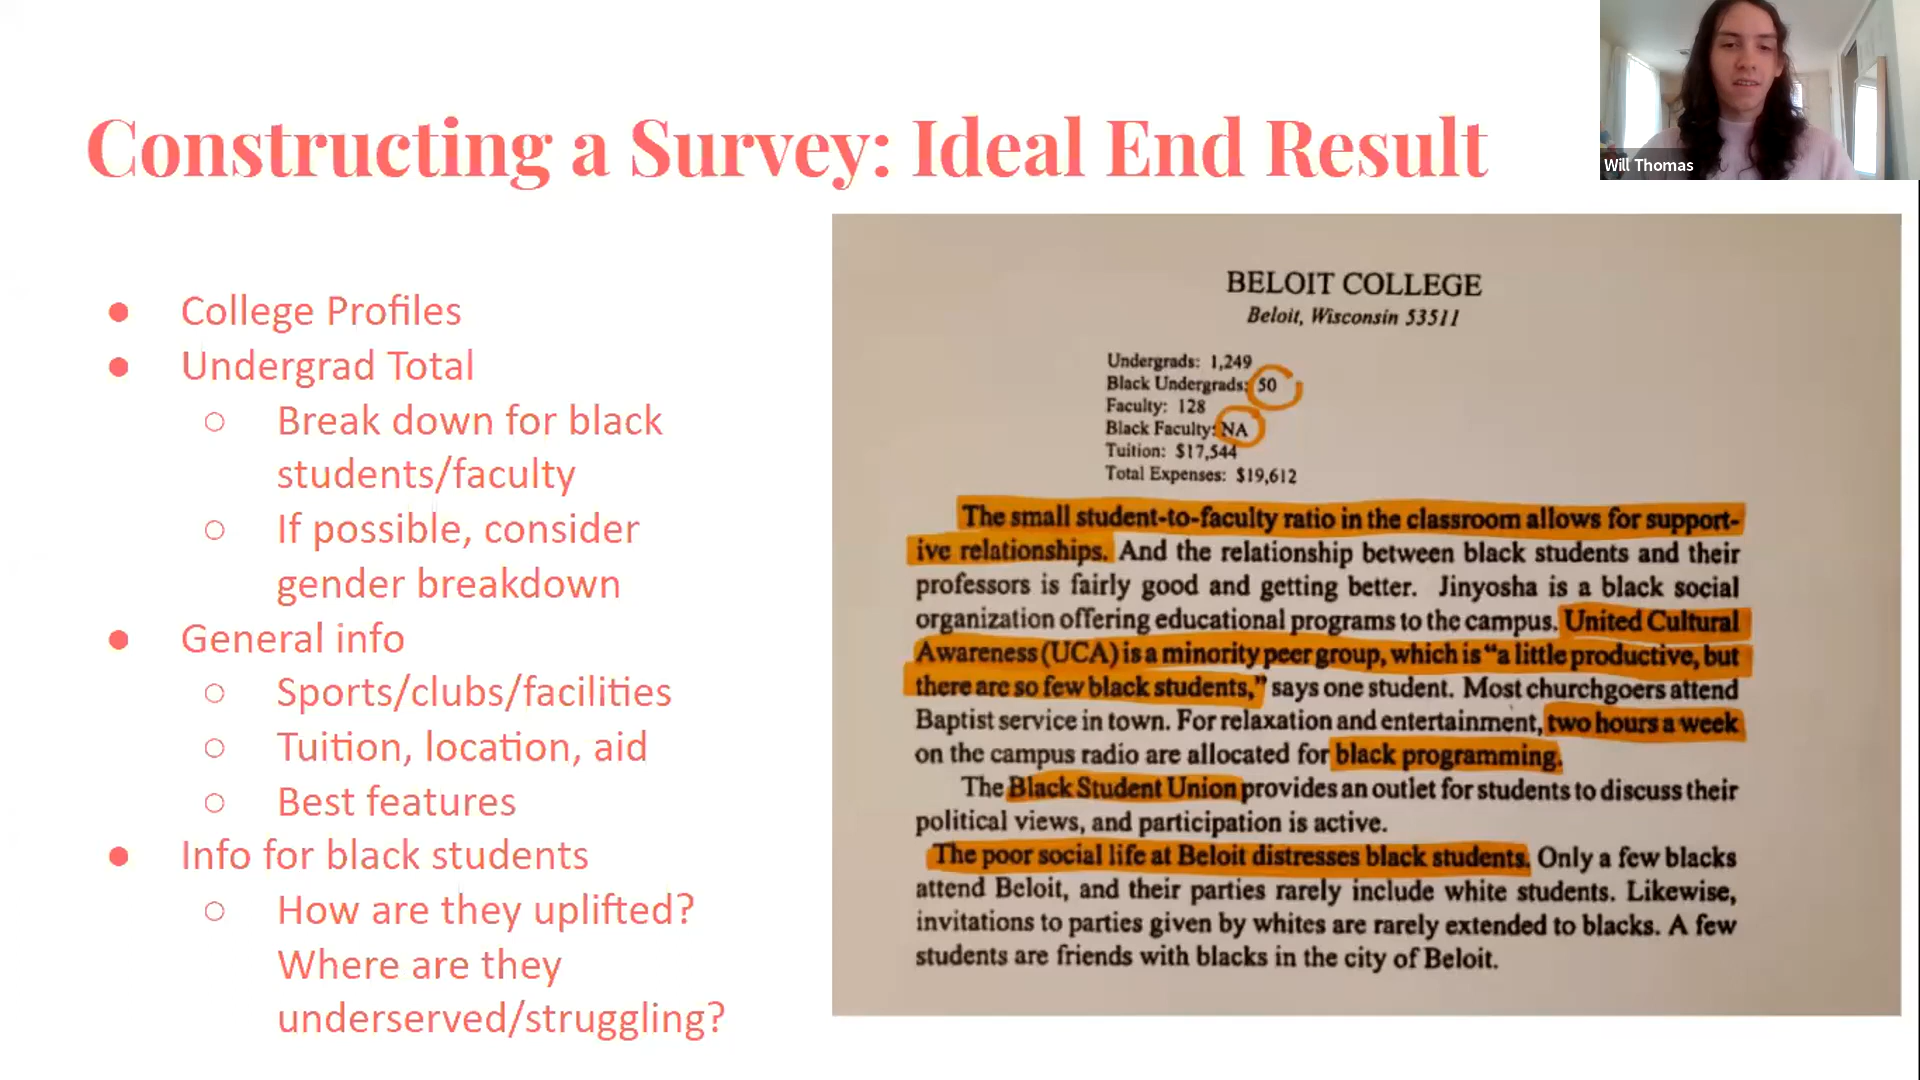 Constructing a Survey: Ideal End Result
Will Thomas
● College Profiles
● Undergrad Total
○ Break down for black
students/faculty
○ If possible, consider
gender breakdown
● General info
○ Sports/clubs/facilities
○ Tuition, location, aid
○ Best features
● Info for black students
○ How are they uplifted?
Where are they
underserved/struggling?
BELOIT COLLEGE
Beloit, Wisconsin 53511
Undergrads: 1,249
Black Undergrads: 50
Faculty: 128
Black Faculty: NA
Tuition: $17,544
Total Expenses: $19,612
The small student-to-faculty ratio in the classroom allows for support-
ive relationships. And the relationship between black students and their
professors is fairly good and getting better. Jinyosha is a black social
organization offering educational programs to the campus. United Cultural
Awareness (UCA) is a minority peer group, which is “a little productive, but
there are so few black students,” says one student. Most churchgoers attend
Baptist service in town. For relaxation and entertainment, two hours a week
on the campus radio are allocated for black programming.
The Black Student Union provides an outlet for students to discuss their
political views, and participation is active.
The poor social life at Beloit distresses black students. Only a few blacks
attend Beloit, and their parties rarely include white students. Likewise,
invitations to parties given by whites are rarely extended to blacks. A few
students are friends with blacks in the city of Beloit.